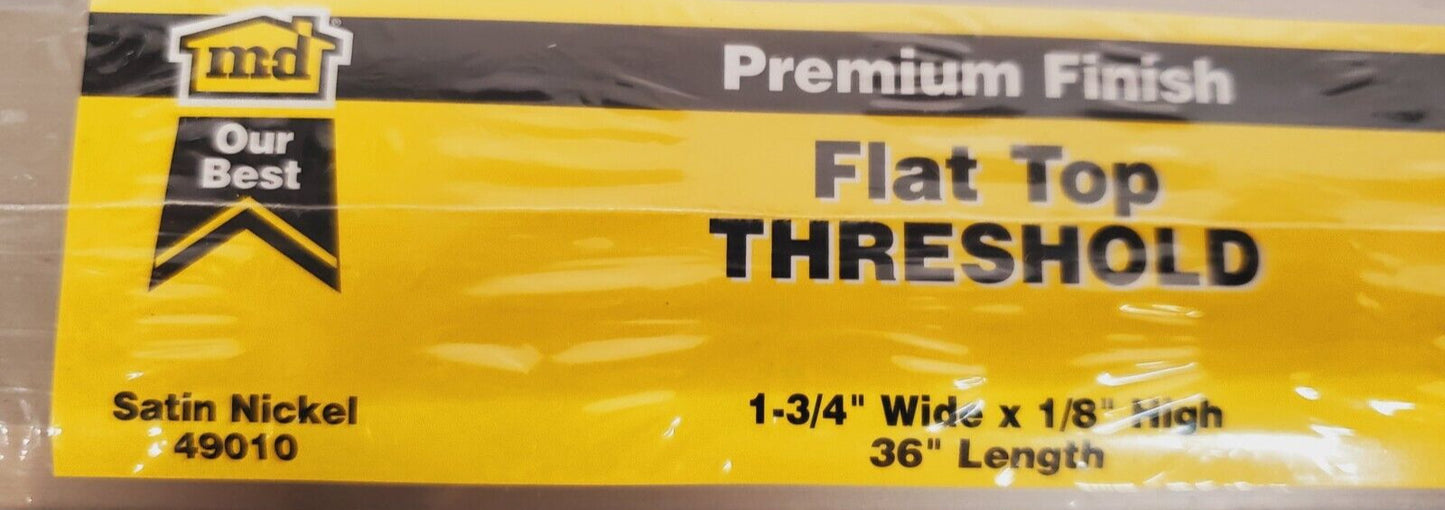 m-d
®
Premium Finish
Our
Best
Flat Top
THRESHOLD
Satin Nickel
49010
1-3/4" Wide x 1/8" High
36" Length